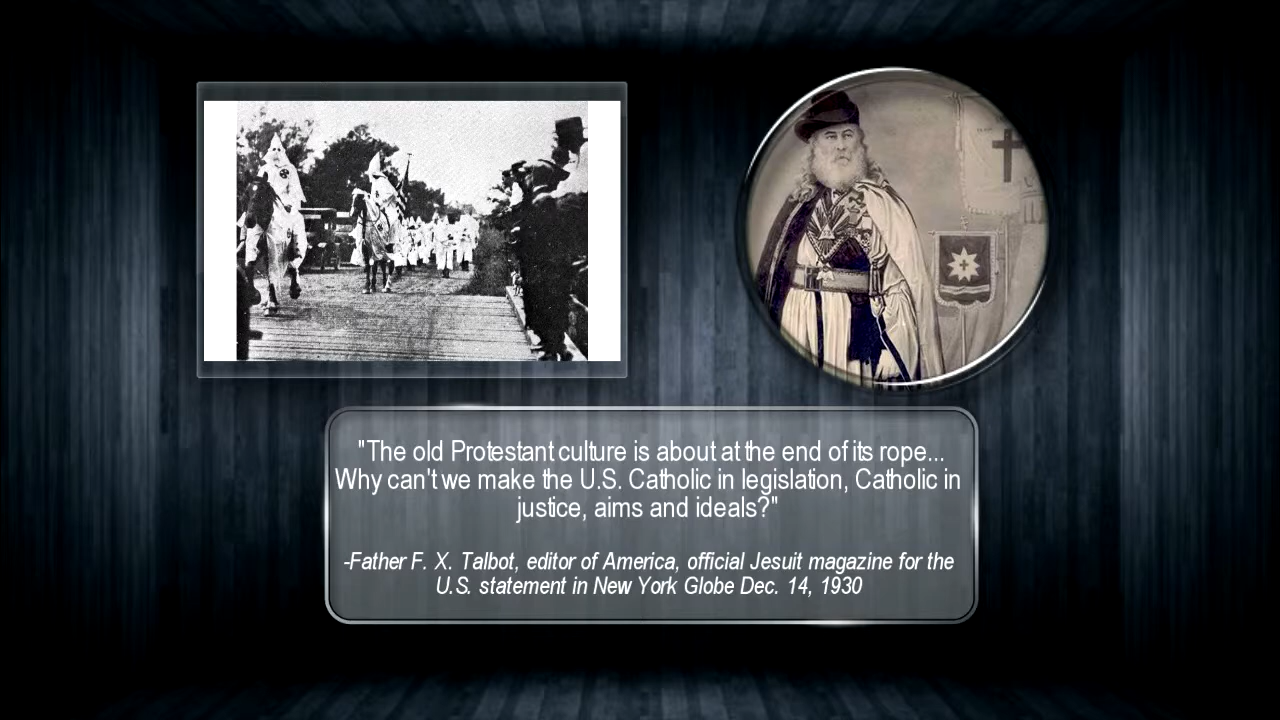 "The old Protestant culture is about at the end of its rope...
Why can't we make the U.S. Catholic in legislation, Catholic in
justice, aims and ideals?"
-Father F. X. Talbot, editor of America, official Jesuit magazine for the
U.S. statement in New York Globe Dec. 14, 1930